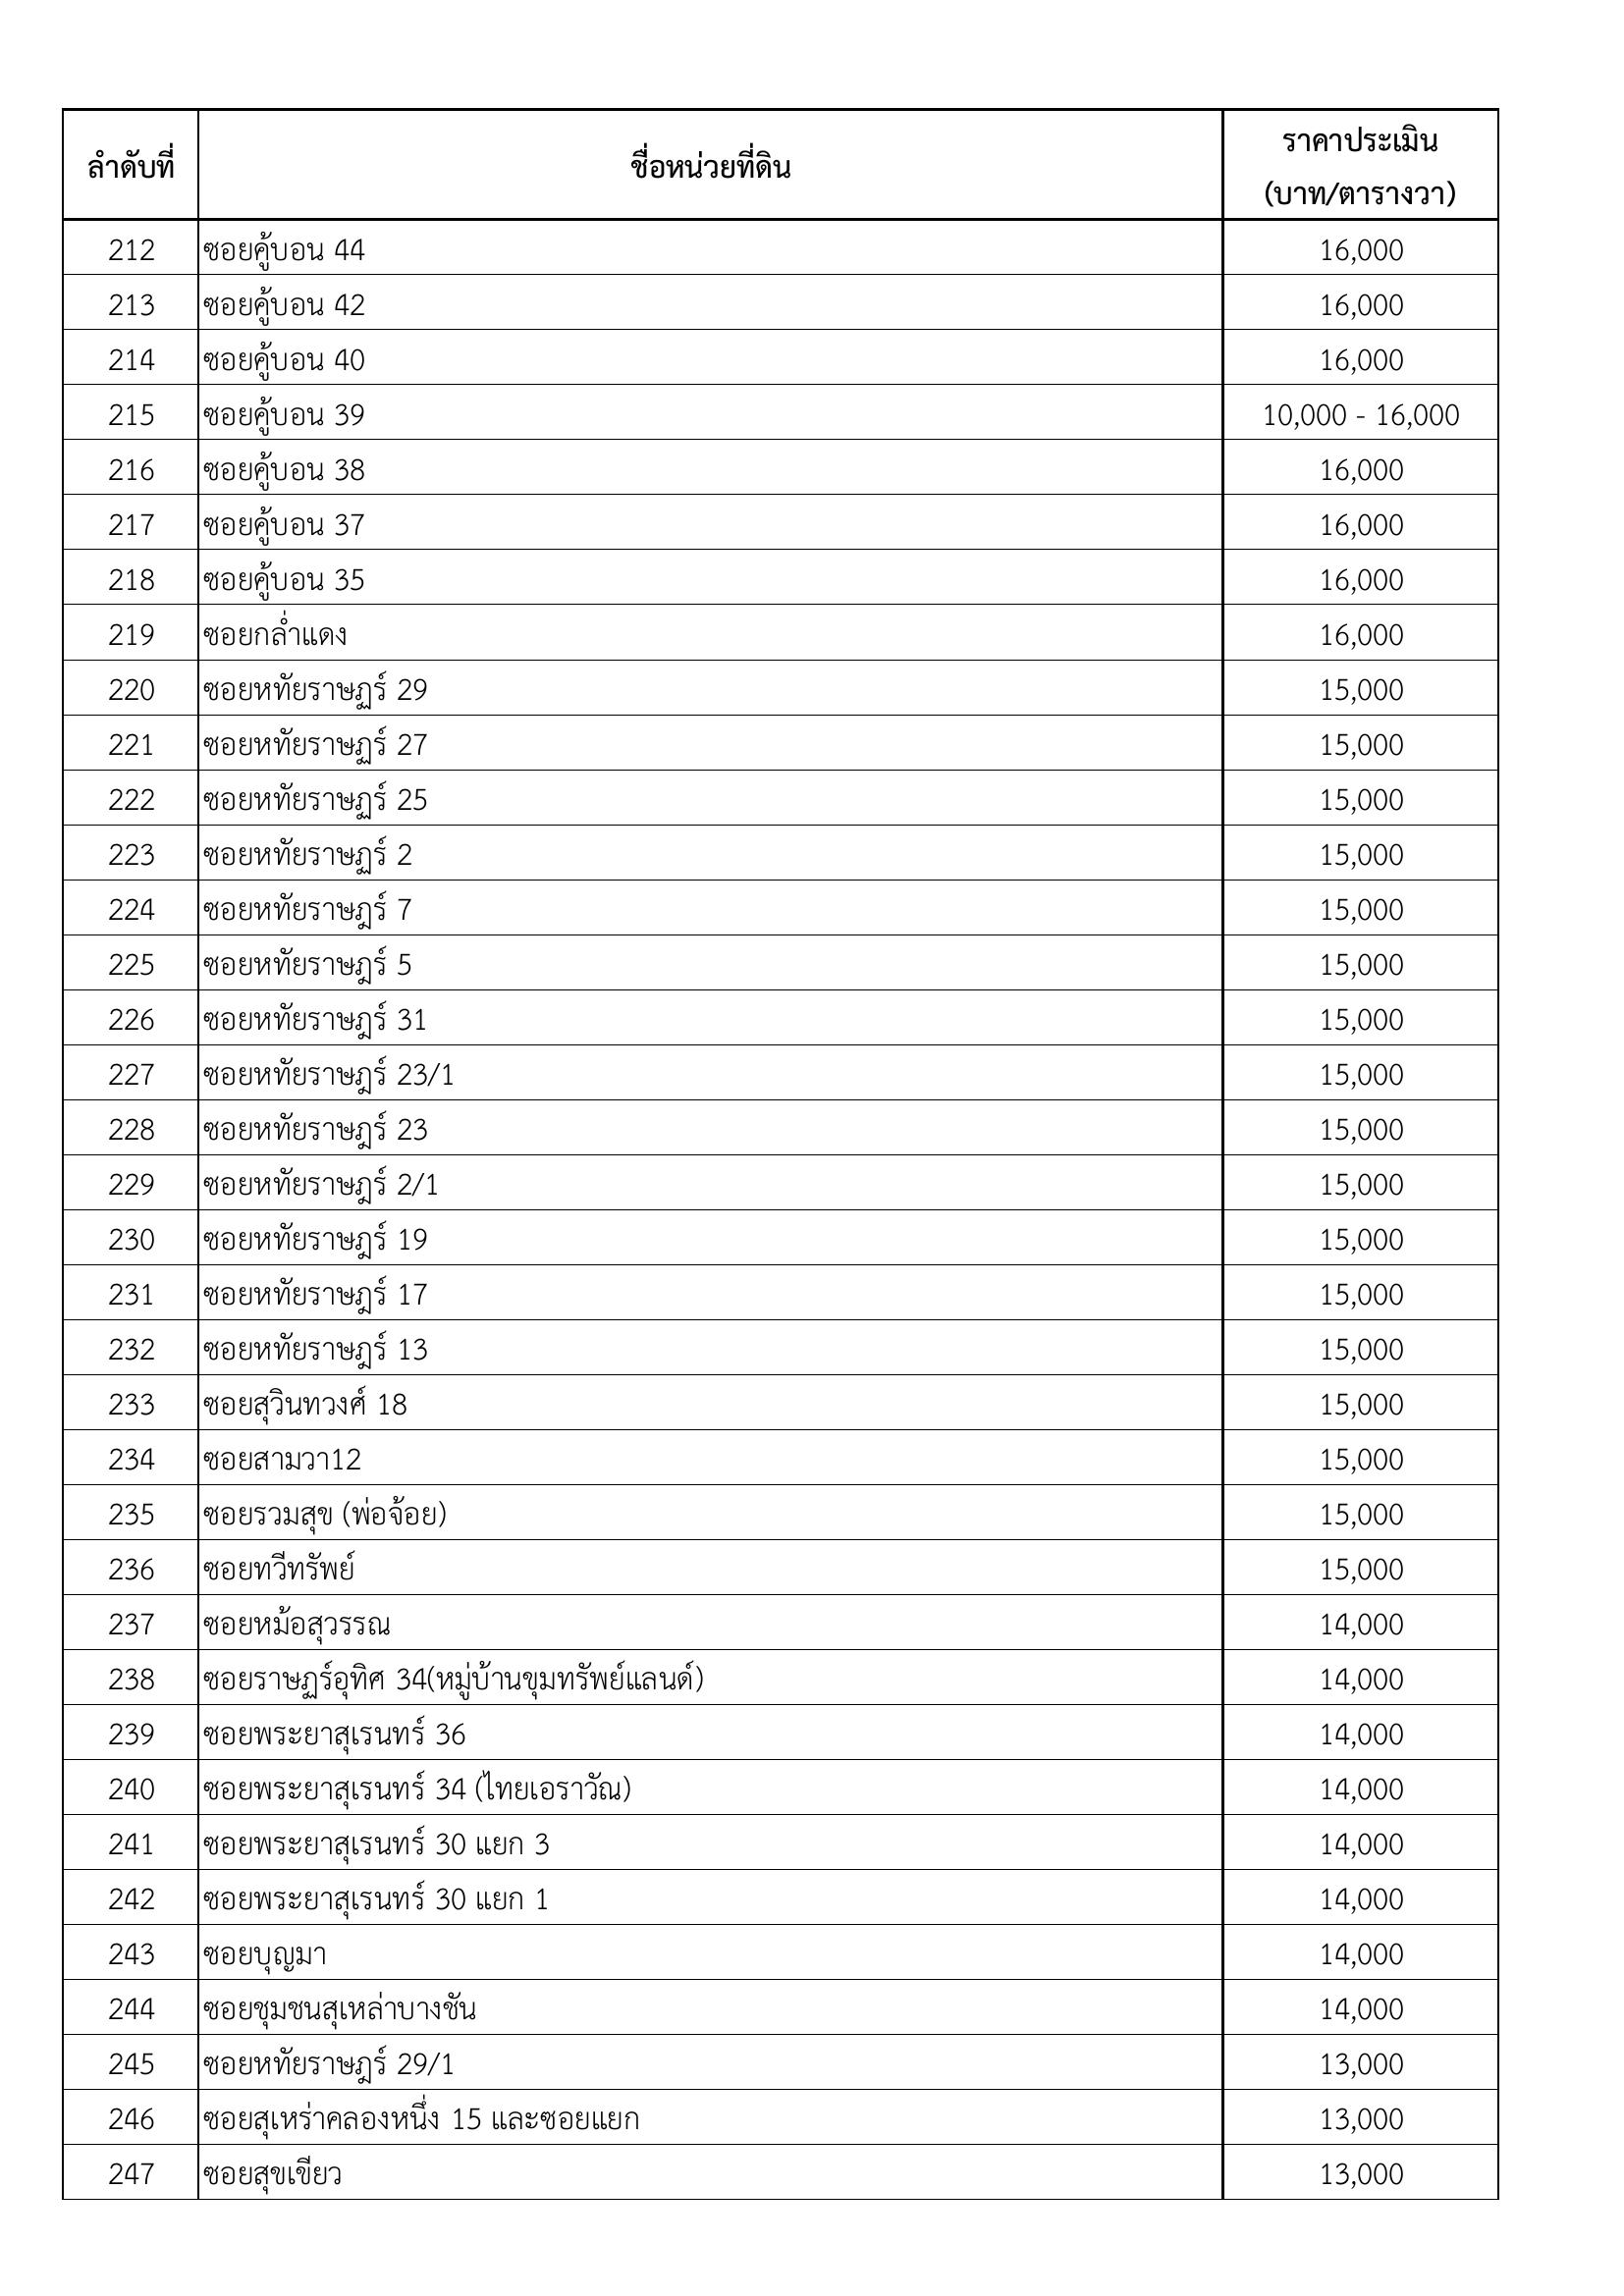 ลำดับที่ ชื่อหน่วยที่ดิน ราคาประเมิน
(บาท/ตารางวา)
212 ซอยคู้บอน 44 16,000
213 ซอยคู้บอน 42 16,000
214 ซอยคู้บอน 40 16,000
215 ซอยคู้บอน 39 10,000 - 16,000
216 ซอยคู้บอน 38 16,000
217 ซอยคู้บอน 37 16,000
218 ซอยคู้บอน 35 16,000
219 ซอยกล่ำแดง 16,000
220 ซอยหทัยราษฏร์ 29 15,000
221 ซอยหทัยราษฏร์ 27 15,000
222 ซอยหทัยราษฏร์ 25 15,000
223 ซอยหทัยราษฏร์ 2 15,000
224 ซอยหทัยราษฎร์ 7 15,000
225 ซอยหทัยราษฎร์ 5 15,000
226 ซอยหทัยราษฎร์ 31 15,000
227 ซอยหทัยราษฎร์ 23/1 15,000
228 ซอยหทัยราษฎร์ 23 15,000
229 ซอยหทัยราษฎร์ 2/1 15,000
230 ซอยหทัยราษฎร์ 19 15,000
231 ซอยหทัยราษฎร์ 17 15,000
232 ซอยหทัยราษฎร์ 13 15,000
233 ซอยสุวินทวงศ์ 18 15,000
234 ซอยสามวา12 15,000
235 ซอยรวมสุข (พ่อจ้อย) 15,000
236 ซอยทวีทรัพย์ 15,000
237 ซอยหม้อสุวรรณ 14,000
238 ซอยราษฏร์อุทิศ 34(หมู่บ้านขุมทรัพย์แลนด์) 14,000
239 ซอยพระยาสุเรนทร์ 36 14,000
240 ซอยพระยาสุเรนทร์ 34 (ไทยเอราวัณ) 14,000
241 ซอยพระยาสุเรนทร์ 30 แยก 3 14,000
242 ซอยพระยาสุเรนทร์ 30 แยก 1 14,000
243 ซอยบุญมา 14,000
244 ซอยชุมชนสุเหล่าบางชัน 14,000
245 ซอยหทัยราษฎร์ 29/1 13,000
246 ซอยสุเหร่าคลองหนึ่ง 15 และซอยแยก 13,000
247 ซอยสุขเขียว 13,000